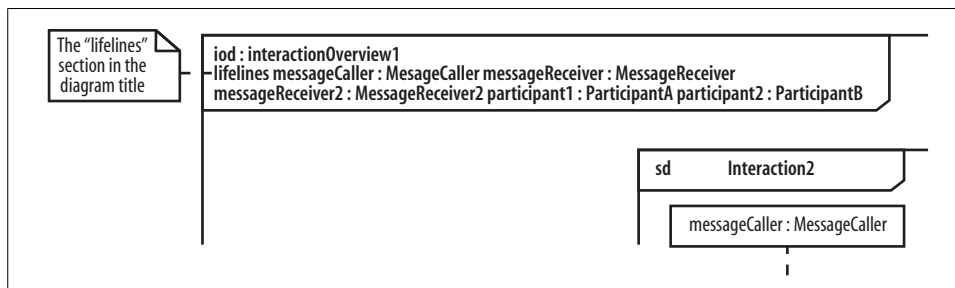 The “lifelines”
section in the
diagram title
iod : interactionOverview1
lifelines messageCaller : MesageCaller messageReceiver : MessageReceiver
messageReceiver2 : MessageReceiver2 participant1 : ParticipantA participant2 : ParticipantB
sd Interaction2
messageCaller : MessageCaller